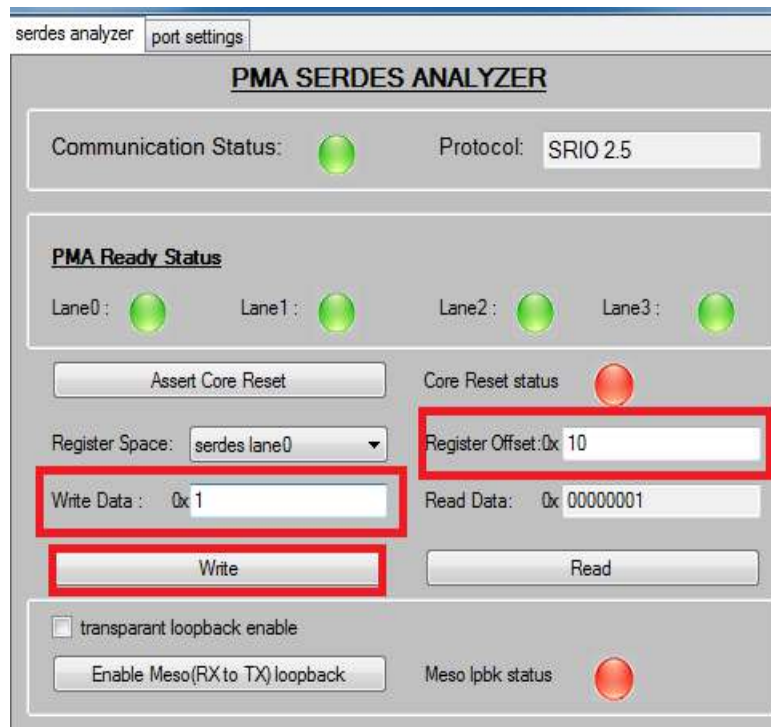 serdes analyzer port settings
PMA SERDES ANALYZER
Communication Status: Protocol: SRIO 2.5
PMA Ready Status
Lane0 : Lane1 : Lane2 : Lane3 :
Assert Core Reset Core Reset status
Register Space: serdes lane0 Register Offset:0x 10
Write Data : 0x 1 Read Data: 0x 00000001
Write Read
transparant loopback enable
Enable Meso(RX to TX) loopback Meso lpbk status